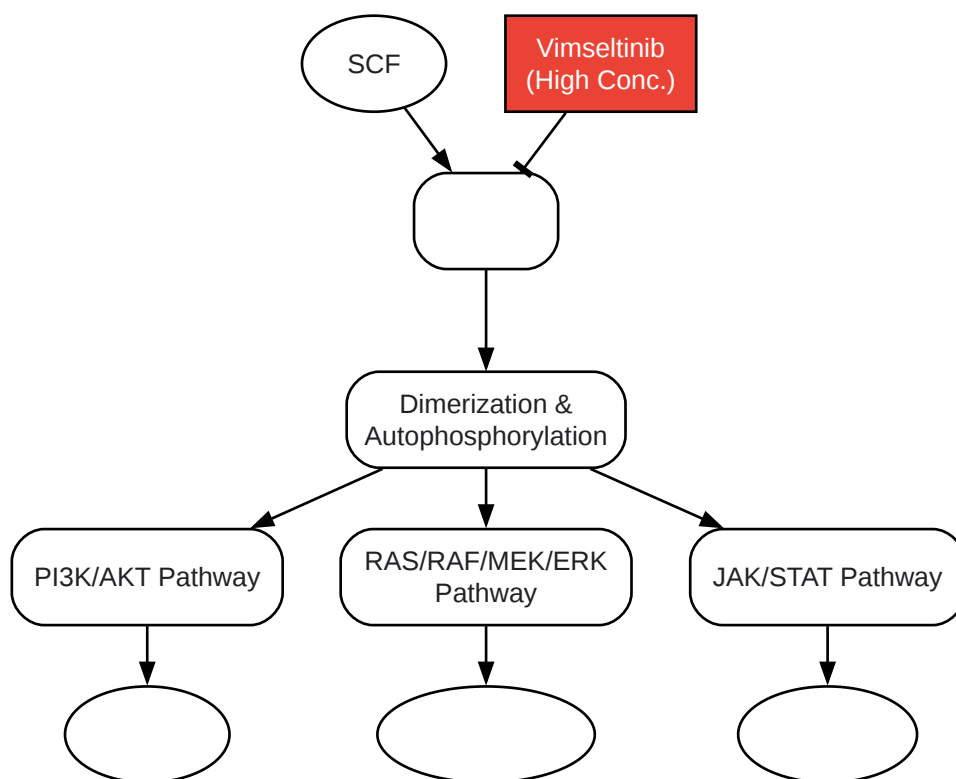 SCF
Vimseltinib
(High Conc.)
Dimerization &
Autophosphorylation
PI3K/AKT Pathway
RAS/RAF/MEK/ERK
Pathway
JAK/STAT Pathway